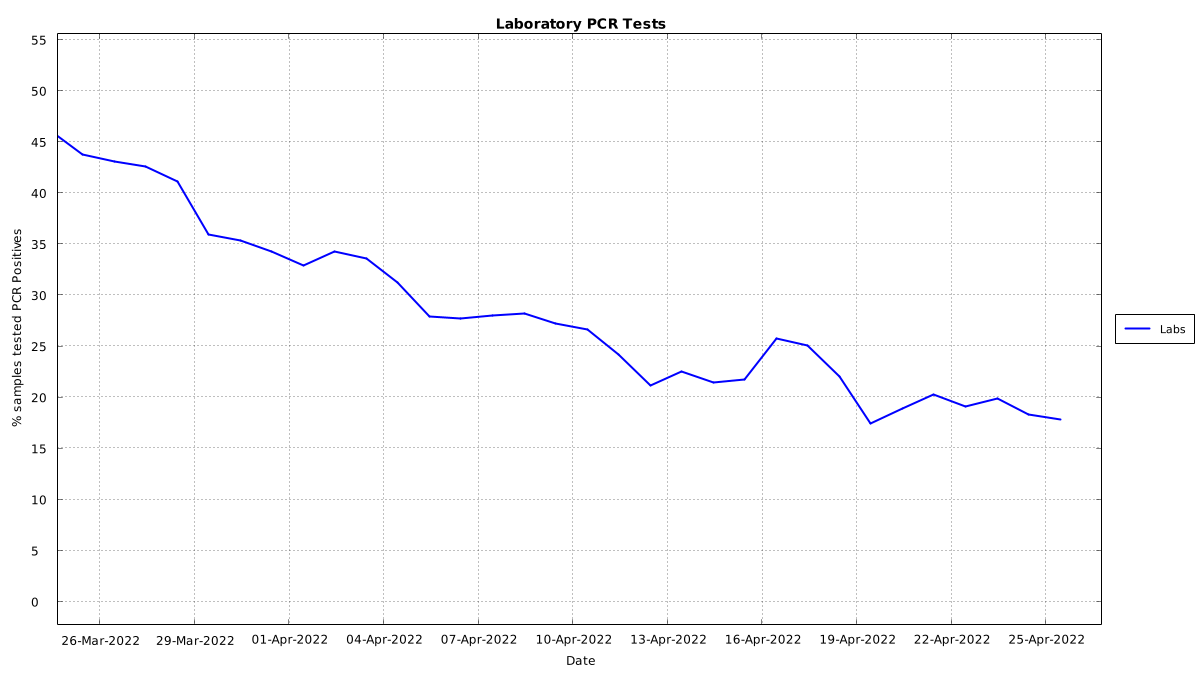 Laboratory PCR Tests
55
50
45
40
35
30
25
20
15
10
5
0
% samples tested PCR Positives
26-Mar-2022 29-Mar-2022 01-Apr-2022 04-Apr-2022 07-Apr-2022 10-Apr-2022 13-Apr-2022 16-Apr-2022 19-Apr-2022 22-Apr-2022 25-Apr-2022
Date
Labs